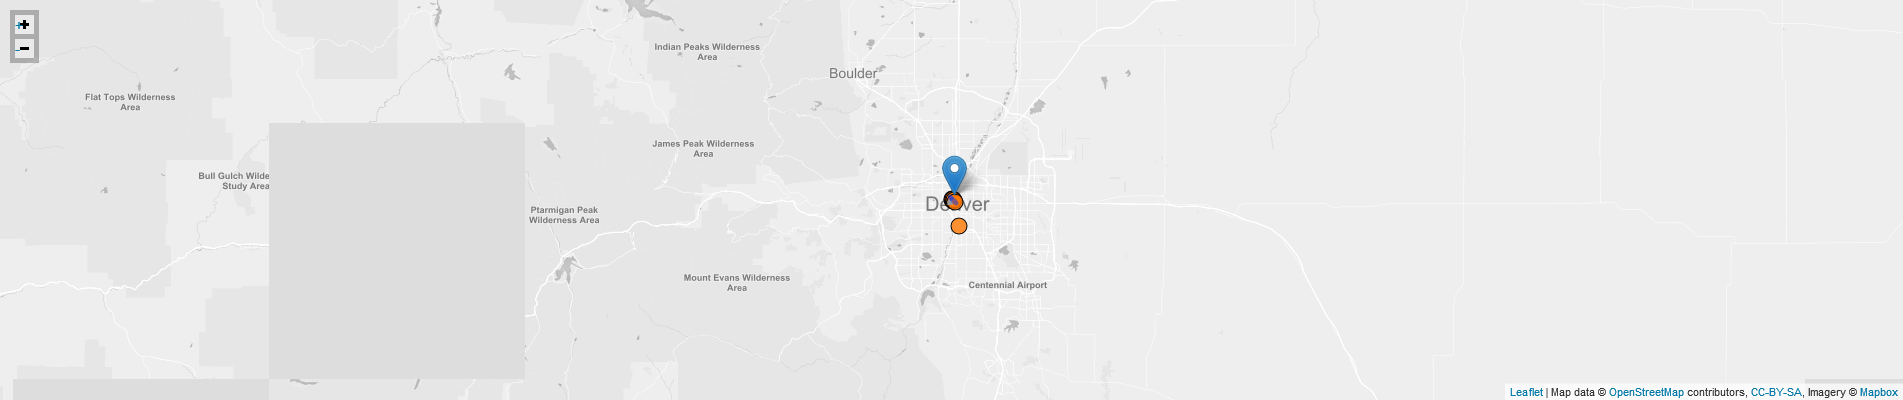 +
Indian Peaks Wilderness
Area
Boulder
Flat Tops Wilderness
Area
James Peak Wilderness
Area
Bull Gulch Wilde
Study Area
Ptarmigan Peak
Wilderness Area
Denver
Mount Evans Wilderness
Area
Centennial Airport
Leaflet | Map data © OpenStreetMap contributors, CC-BY-SA, Imagery © Mapbox